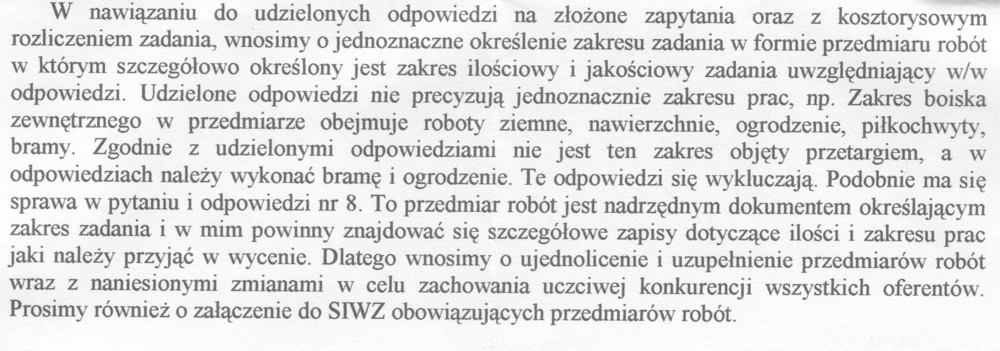 W nawiązaniu do udzielonych odpowiedzi na złożone zapytania oraz z kosztorysowym
rozliczeniem zadania, wnosimy o jednoznaczne określenie zakresu zadania w formie przedmiaru robót
w którym szczegółowo określony jest zakres ilościowy i jakościowy zadania uwzględniający w/w
odpowiedzi. Udzielone odpowiedzi nie precyzują jednoznacznie zakresu prac, np. Zakres boiska
zewnętrznego w przedmiarze obejmuje roboty ziemne, nawierzchnie, ogrodzenie, piłkochwyty,
bramy. Zgodnie z udzielonymi odpowiedziami nie jest ten zakres objęty przetargiem, a w
odpowiedziach należy wykonać bramę i ogrodzenie. Te odpowiedzi się wykluczają. Podobnie ma się
sprawa w pytaniu i odpowiedzi nr 8. To przedmiar robót jest nadrzędnym dokumentem określającym
zakres zadania i w mim powinny znajdować się szczegółowe zapisy dotyczące ilości i zakresu prac
jaki należy przyjąć w wycenie. Dlatego wnosimy o ujednolicenie i uzupełnienie przedmiarów robót
wraz z naniesionymi zmianami w celu zachowania uczciwej konkurencji wszystkich oferentów.
Prosimy również o załączenie do SIWZ obowiązujących przedmiarów robót.